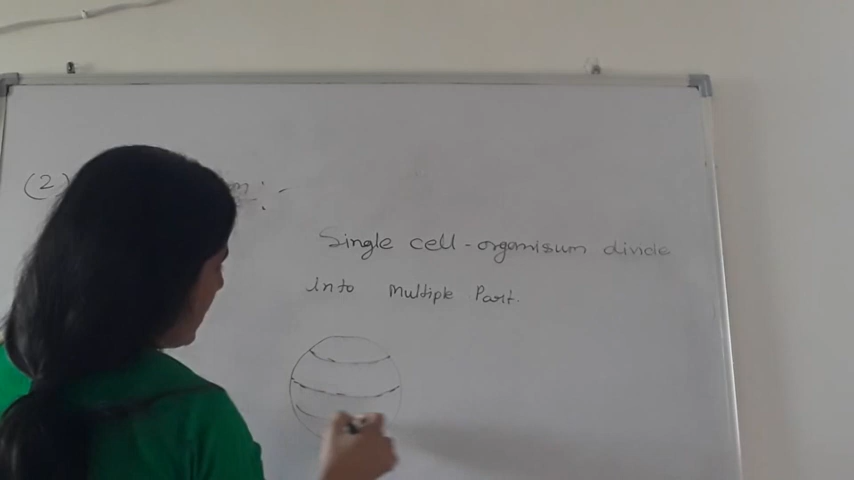 (2) m :-
Single cell-organisum divide
into Multiple Part.